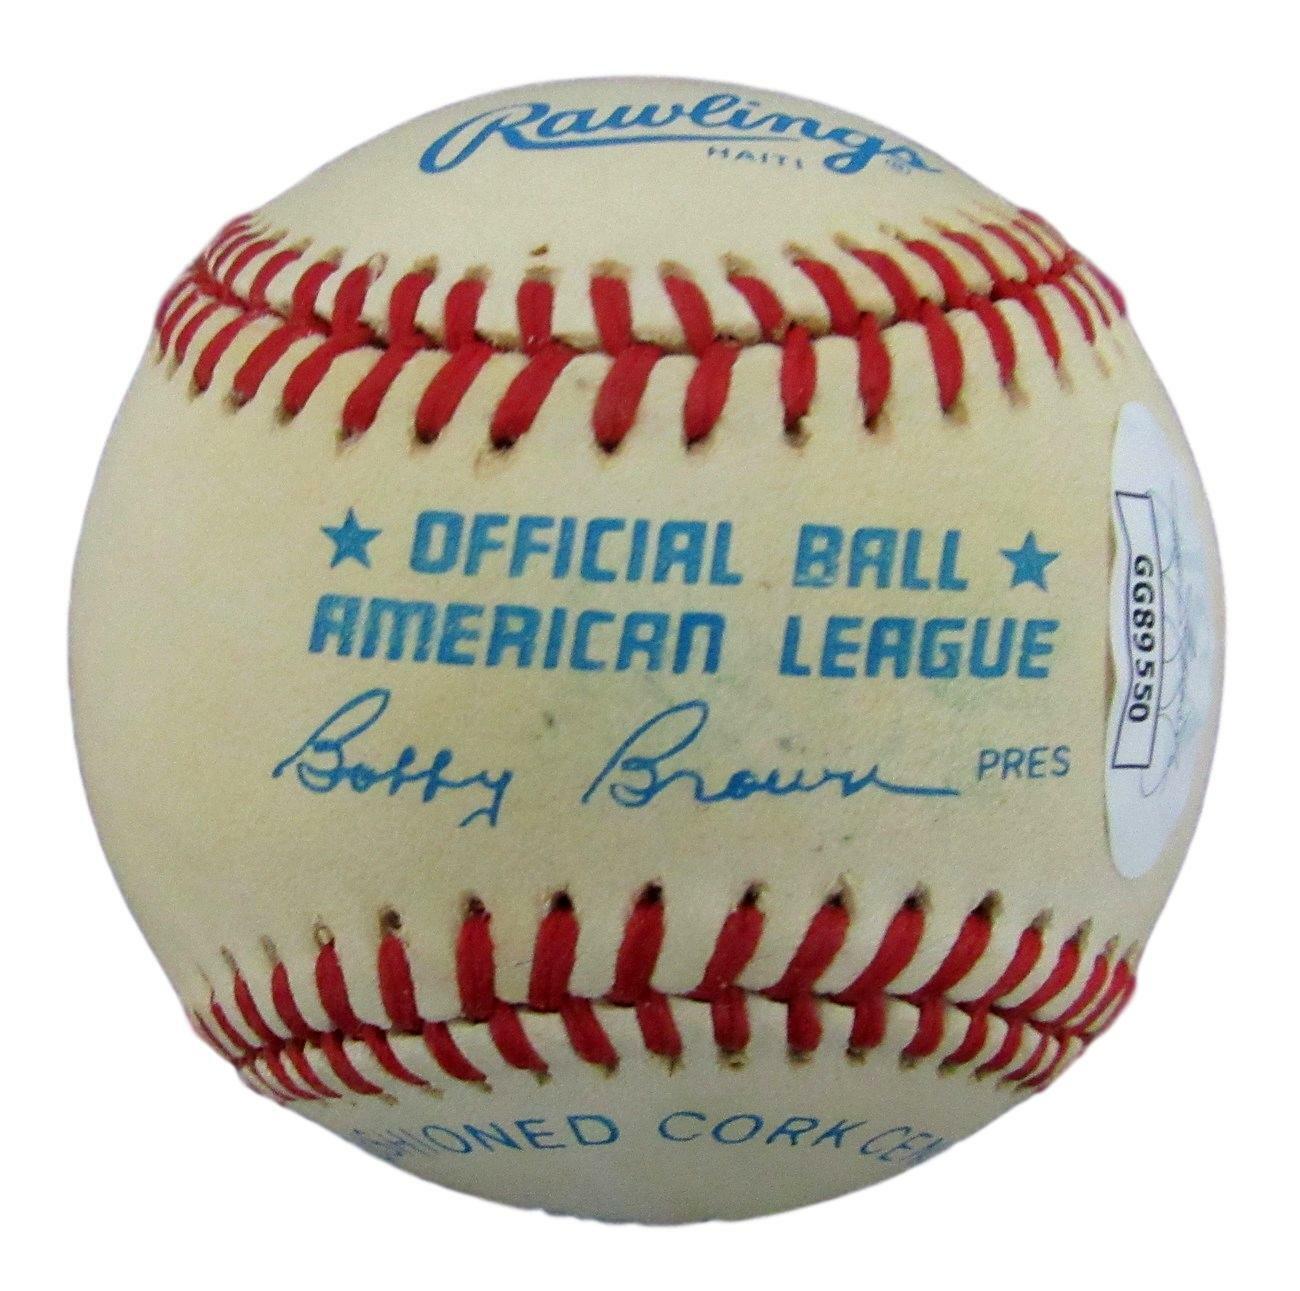 Rawlings
HAITI ®
★ OFFICIAL BALL ★
AMERICAN LEAGUE
Bobby Brown PRES
GG89550
CORK